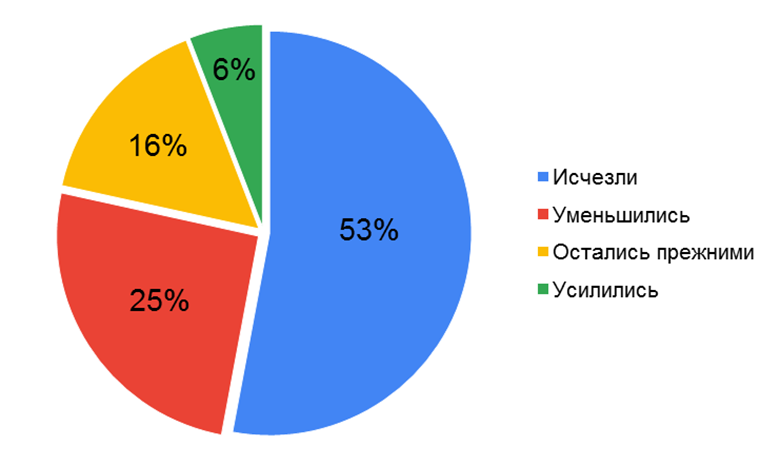 6%
16%
53%
25%
Исчезли
Уменьшились
Остались прежними
Усилились